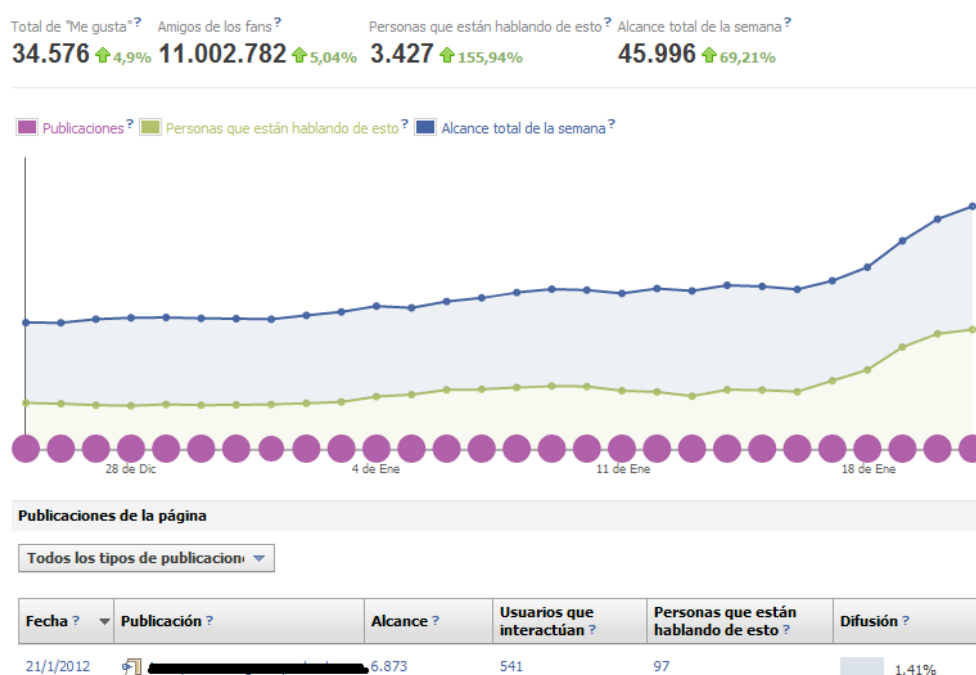 Total de "Me gusta"? Amigos de los fans? Personas que están hablando de esto? Alcance total de la semana?
34.576 4,9% 11.002.782 5,04% 3.427 155,94% 45.996 69,21%
Publicaciones? Personas que están hablando de esto? Alcance total de la semana?
28 de Dic 4 de Ene 11 de Ene 18 de Ene
Publicaciones de la página
Todos los tipos de publicacion
Fecha ? Publicación ? Alcance ? Usuarios que interactúan ? Personas que están hablando de esto ? Difusión ?
21/1/2012 6.873 541 97 1.41%